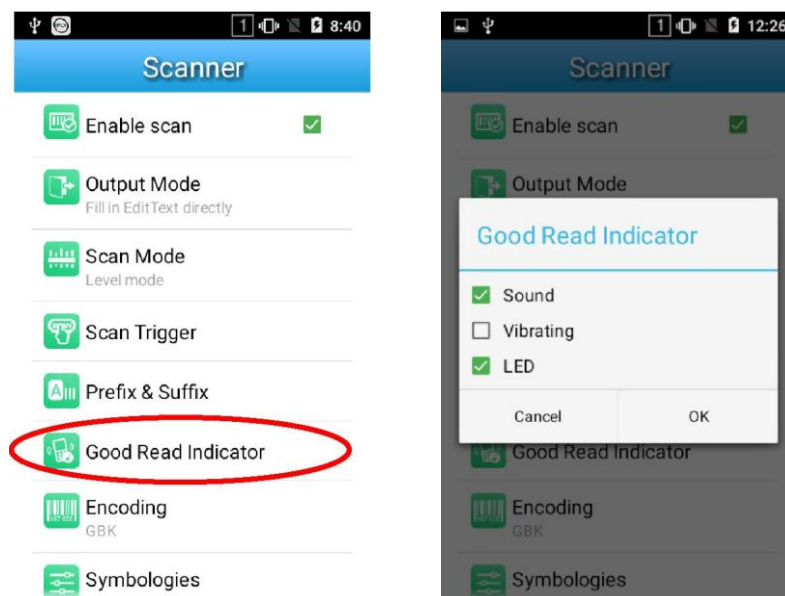 1 8:40
Scanner
Enable scan
Output Mode
Fill in EditText directly
Scan Mode
Level mode
Scan Trigger
Prefix & Suffix
Good Read Indicator
Encoding
GBK
Symbologies
1 12:26
Scanner
Enable scan
Output Mode
Good Read Indicator
Sound
Vibrating
LED
Cancel OK
Good Read Indicator
Encoding
GBK
Symbologies